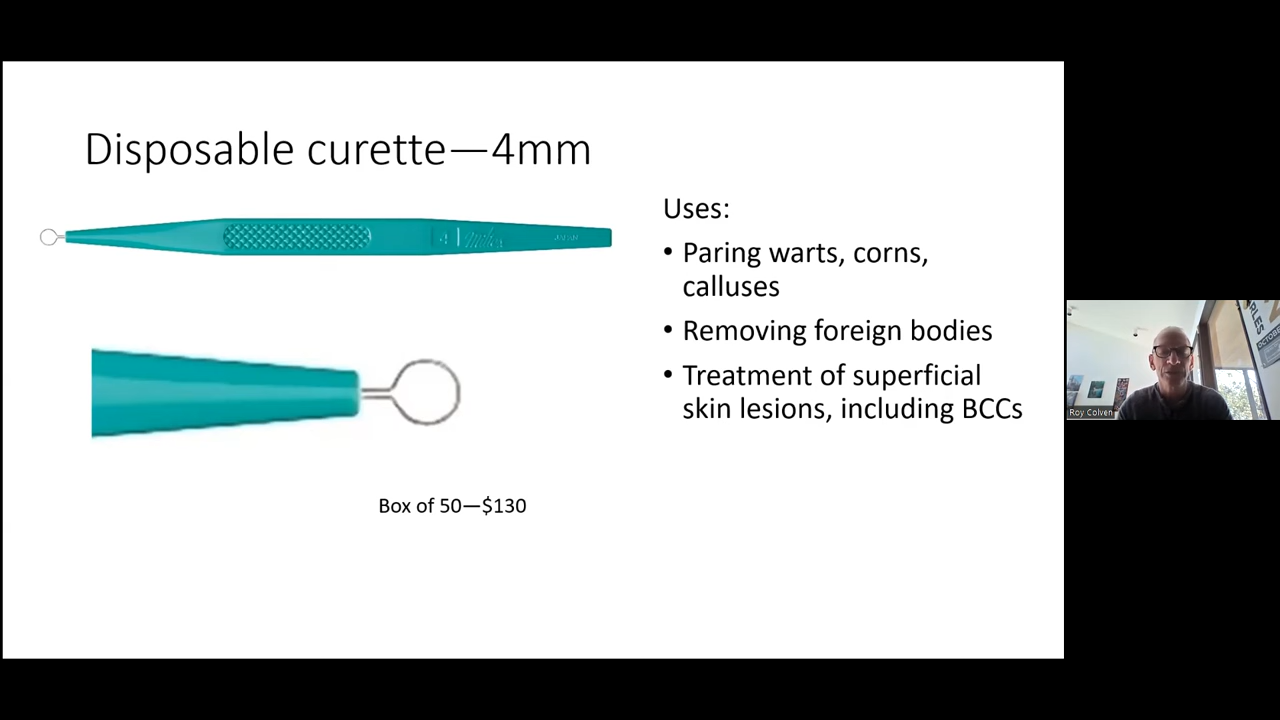 Disposable curette—4mm
Uses:
• Paring warts, corns,
calluses
• Removing foreign bodies
• Treatment of superficial
skin lesions, including BCCs
Box of 50—$130
Roy Colven